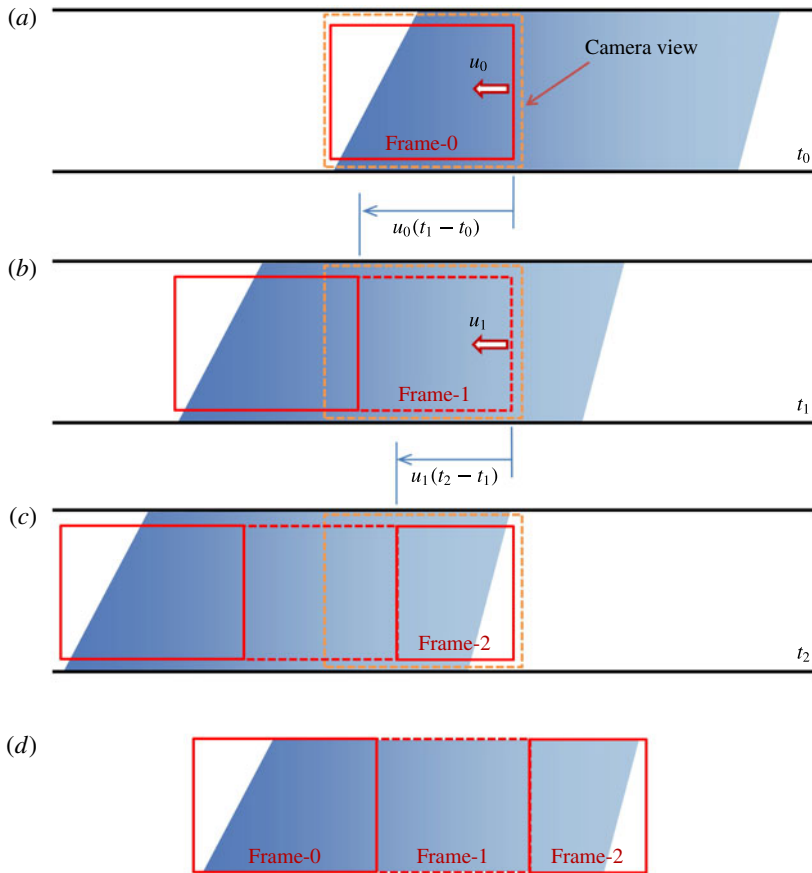 (a)
Camera view
u₀
Frame-0
t₀
u₀(t₁ − t₀)
(b)
u₁
Frame-1
t₁
u₁(t₂ − t₁)
(c)
Frame-2
t₂
(d)
Frame-0 Frame-1 Frame-2